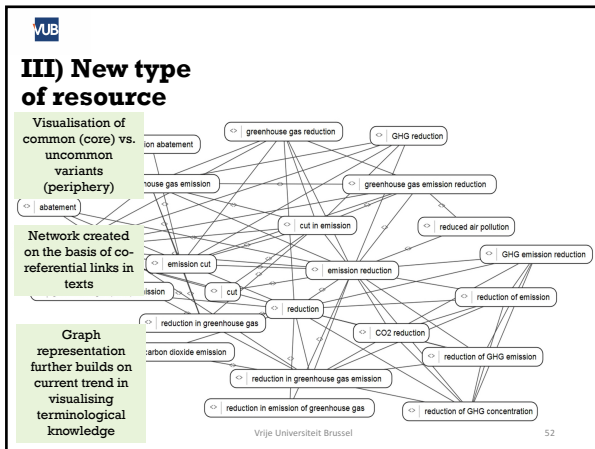 VUB
III) New type
of resource
Visualisation of
common (core) vs.
uncommon
variants
(periphery)
Network created
on the basis of co-
referential links in
texts
Graph
representation
further builds on
current trend in
visualising
terminological
knowledge
greenhouse gas reduction
GHG reduction
abatement
greenhouse gas emission reduction
abatement
cut in emission
reduced air pollution
emission cut
emission reduction
GHG emission reduction
cut
reduction of emission
reduction
reduction in greenhouse gas
CO2 reduction
carbon dioxide emission
reduction of GHG emission
reduction in greenhouse gas emission
reduction in emission of greenhouse gas
reduction of GHG concentration
Vrije Universiteit Brussel
52